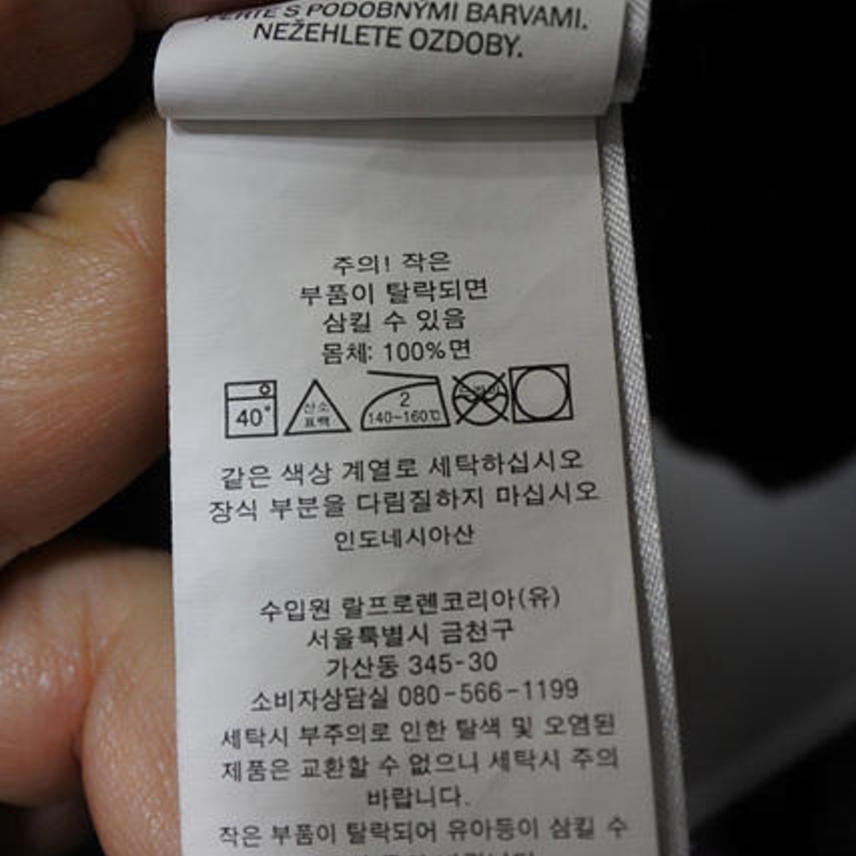 PERTE S PODOBNÝMI BARVAMI.
NEŽEHLETE OZDOBY.
주의! 작은
부품이 탈락되면
삼킬 수 있음
몸체: 100%면
40°
산소
표백
2
140~160℃
같은 색상 계열로 세탁하십시오
장식 부분을 다림질하지 마십시오
인도네시아산
수입원 랄프로렌코리아(유)
서울특별시 금천구
가산동 345-30
소비자상담실 080-566-1199
세탁시 부주의로 인한 탈색 및 오염된
제품은 교환할 수 없으니 세탁시 주의
바랍니다.
작은 부품이 탈락되어 유아등이 삼킬 수